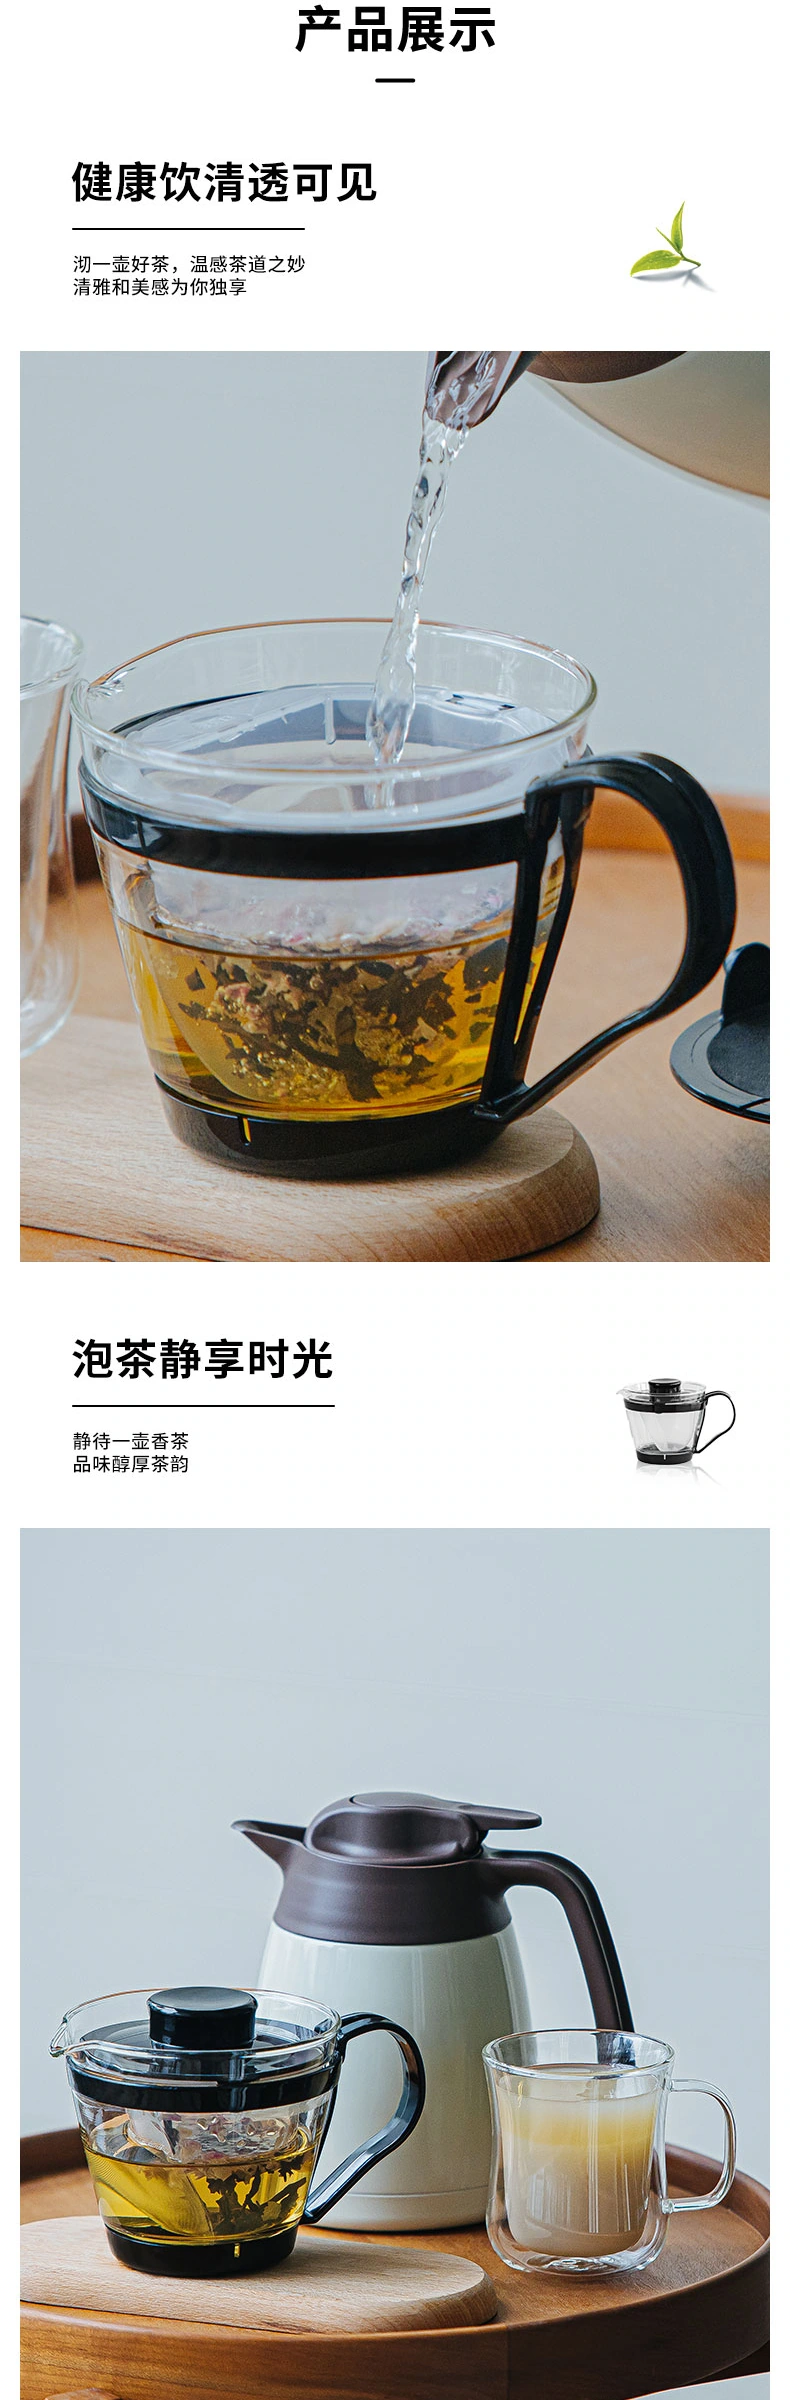 产品展示
健康饮清透可见
沏一壶好茶，温感茶道之妙
清雅和美感为你独享
泡茶静享时光
静待一壶香茶
品味醇厚茶韵